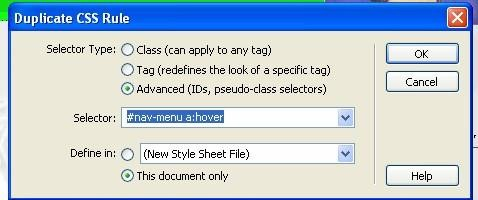 Duplicate CSS Rule
Selector Type: Class (can apply to any tag)
OK
Tag (redefines the look of a specific tag)
Cancel
Advanced (IDs, pseudo-class selectors)
Selector: #nav-menu a:hover
Define in: (New Style Sheet File)
This document only
Help